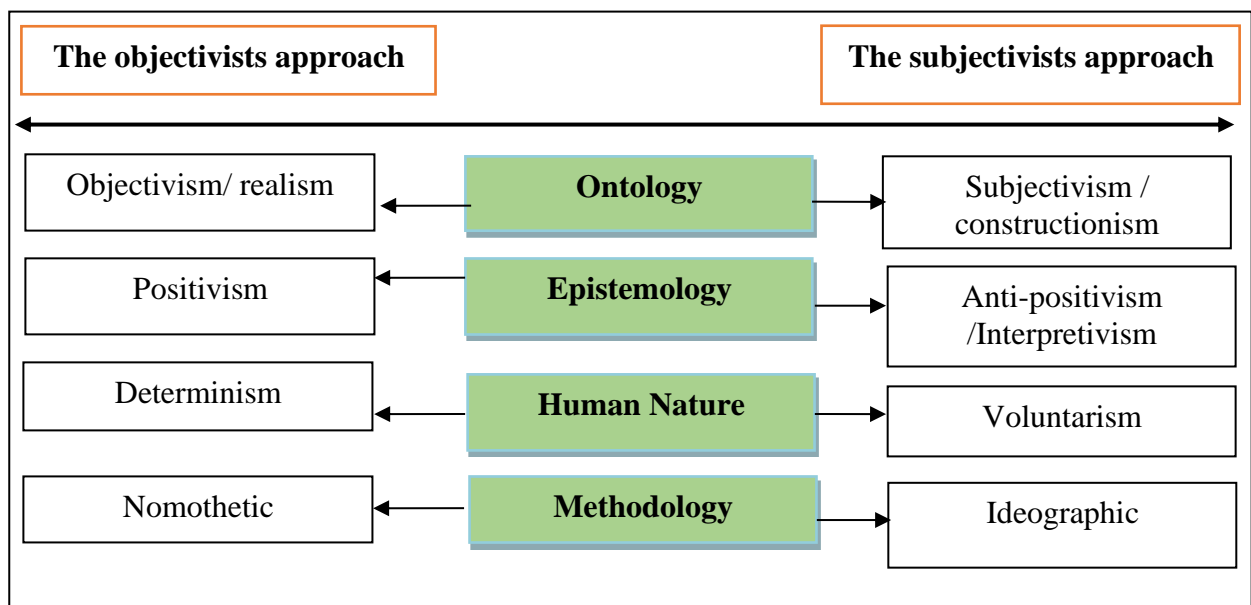 The objectivists approach
The subjectivists approach
Objectivism/ realism
Ontology
Subjectivism /
constructionism
Positivism
Epistemology
Anti-positivism
/Interpretivism
Determinism
Human Nature
Voluntarism
Nomothetic
Methodology
Ideographic